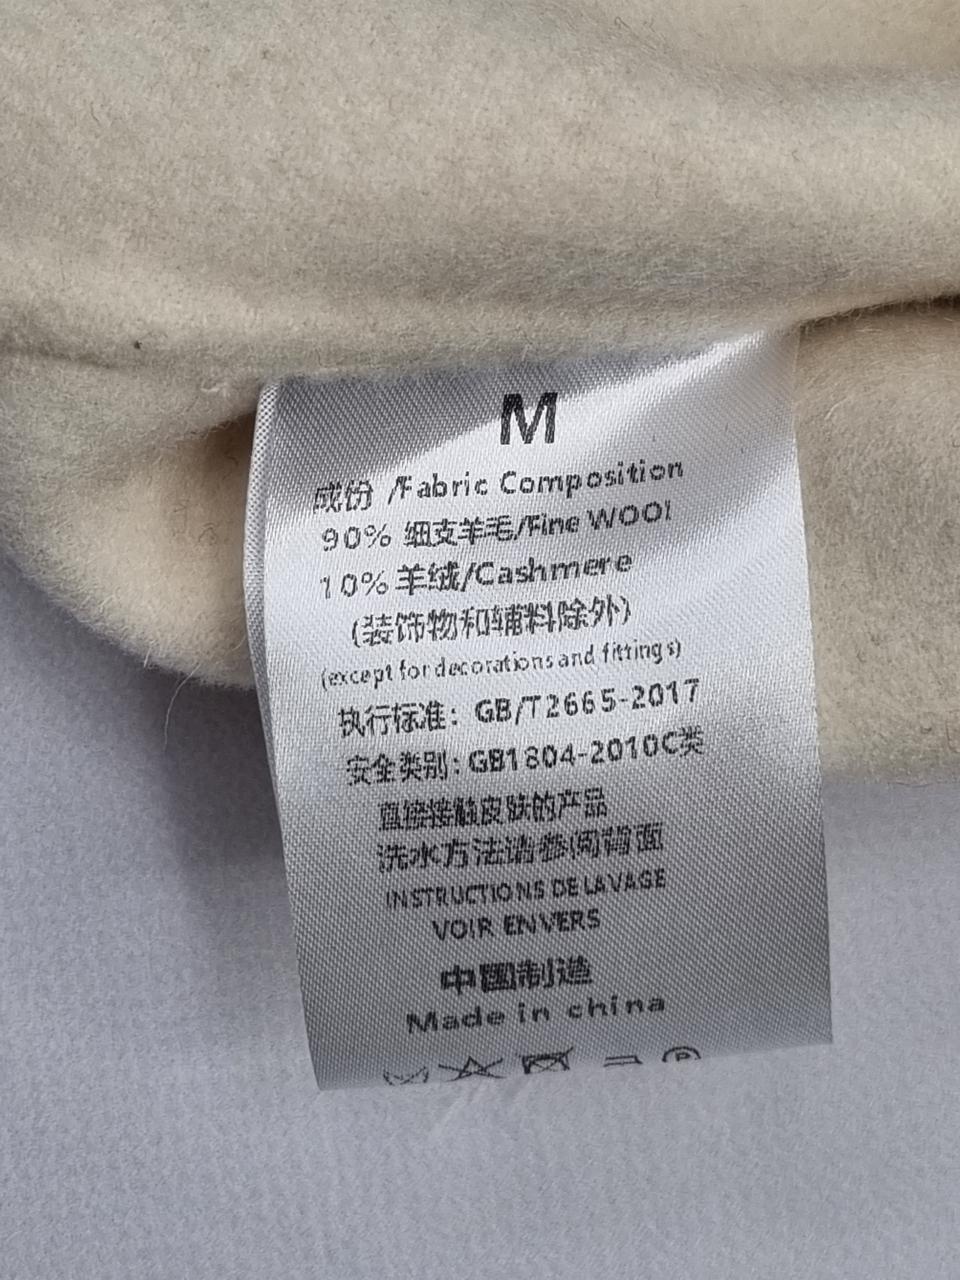 M
成份 /Fabric Composition
90% 细支羊毛/Fine WOOl
10% 羊绒/Cashmere
(装饰物和辅料除外)
(except for decorations and fittings)
执行标准: GB/T2665-2017
安全类别: GB1804-2010C类
直接接触皮肤的产品
洗水方法请参阅背面
INSTRUCTIONS DE LAVAGE
VOIR ENVERS
中国制造
Made in china
P